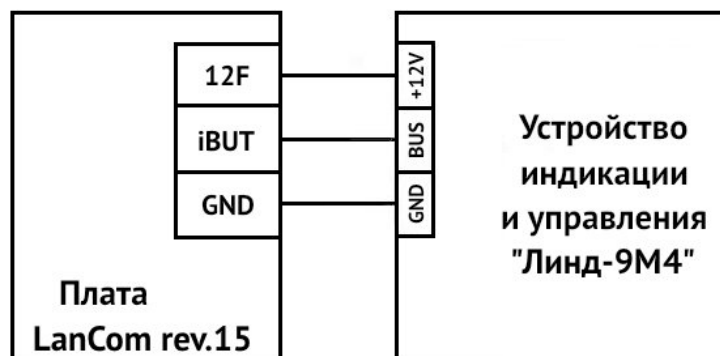 12F
iBUT
GND
Плата
LanCom rev.15
+12V
BUS
GND
Устройство
индикации
и управления
"Линд-9М4"